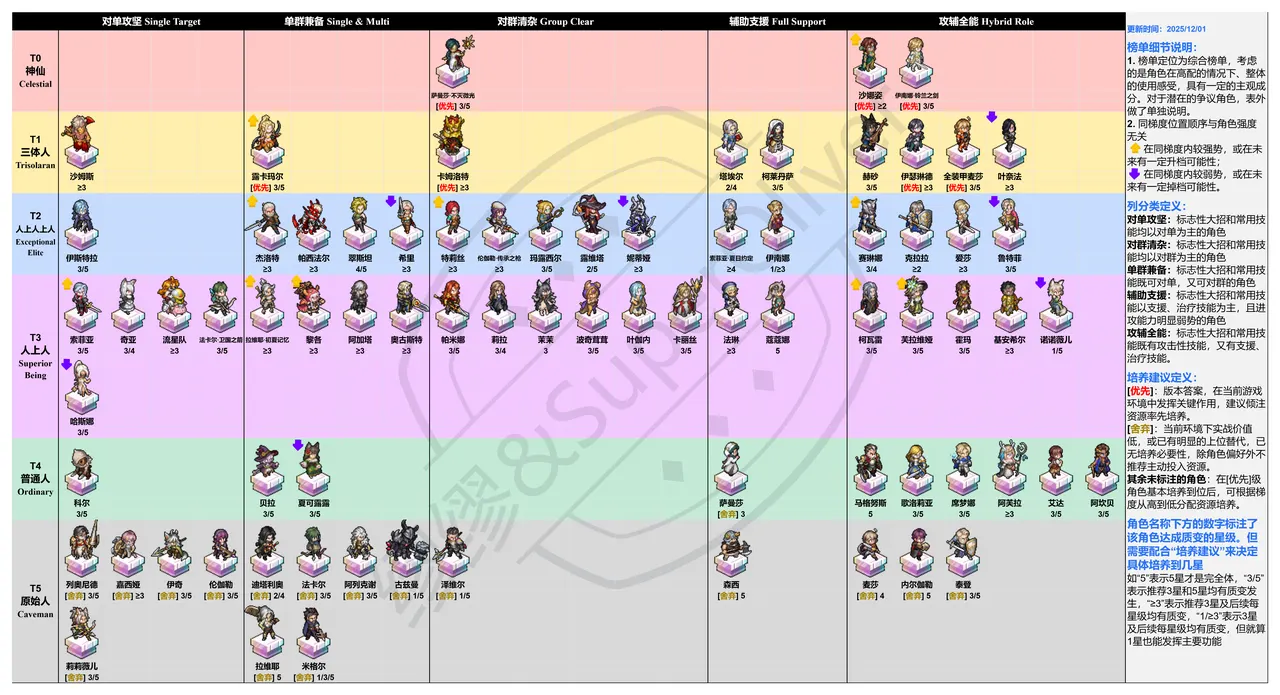 对单攻坚 Single Target
单群兼备 Single & Multi
对群清杂 Group Clear
辅助支援 Full Support
攻辅全能 Hybrid Role
T0
神仙
Celestial
萨曼莎·不灭微光
[优先] 3/5
沙娜姿
[优先] ≥2
伊南娜·铃兰之剑
[优先] 3/5
T1
三体人
Trisolaran
沙姆斯
≥3
露卡玛尔
[优先] 3/5
卡姆洛特
[优先] ≥3
塔埃尔
2/4
柯莱丹萨
3/5
赫砂
3/5
伊瑟琳德
[优先] ≥3
全装甲麦莎
[优先] 3/5
叶奈法
≥3
T2
人上人上人
Exceptional
Elite
伊斯特拉
3/5
杰洛特
≥3
帕西法尔
≥3
翠斯坦
4/5
希里
≥3
特莉丝
≥3
伦伽勒·传承之枪
≥3
玛露西尔
3/5
露维塔
2/5
妮蒂娅
≥3
索菲亚·夏日约定
≥4
伊南娜
1/≥3
赛琳娜
3/4
克拉拉
≥2
爱莎
≥3
鲁特菲
3/5
T3
人上人
Superior
Being
索菲亚
3/5
奇亚
3/4
流星队
≥3
法卡尔·卫国之箭
3/5
拉维耶·初夏记忆
≥3
黎各
≥3
阿加塔
≥3
奥古斯特
≥3
帕米娜
3/5
莉拉
3/4
茉茉
3
波奇茸茸
3/5
叶伽内
3/5
卡丽丝
3/5
法琳
≥3
蔻蔻娜
5
柯瓦雷
3/5
芙拉维娅
3/5
霍玛
3/5
基安希尔
≥3
诺诺薇儿
1/5
哈斯娜
3/5
T4
普通人
Ordinary
科尔
3/5
贝拉
3/5
夏可露露
3/5
萨曼莎
[舍弃] 3
马格努斯
5
歌洛莉亚
3/5
席梦娜
3/5
阿芙拉
≥3
艾达
3/5
阿坎贝
3/5
T5
原始人
Caveman
列奥尼德
[舍弃] 3/5
嘉西娅
[舍弃] ≥3
伊奇
[舍弃] 3/5
伦伽勒
[舍弃] 3/5
迪塔利奥
[舍弃] 2/4
法卡尔
[舍弃] 3/5
阿列克谢
[舍弃] 3/5
古兹曼
[舍弃] 1/5
泽维尔
[舍弃] 1/5
森西
[舍弃] 5
麦莎
[舍弃] 4
内尔伽勒
[舍弃] 5
泰登
[舍弃] 3/5
莉莉薇儿
[舍弃] 3/5
拉维耶
[舍弃] 5
米格尔
[舍弃] 1/3/5
更新时间：2025/12/01
榜单细节说明：
1. 榜单定位为综合榜单，考虑
的是角色在高配的情况下、整体
的使用感受，具有一定的主观成
分。对于潜在的争议角色，表外
做了单独说明。
2. 同梯度位置顺序与角色强度
无关
在同梯度内较强势，或在未
来有一定升档可能性；
在同梯度内较弱势，或在未
来有一定掉档可能性。
列分类定义：
对单攻坚：标志性大招和常用技
能均以对单为主的角色
对群清杂：标志性大招和常用技
能均以对群为主的角色
单群兼备：标志性大招和常用技
能既可对单，又可对群的角色
辅助支援：标志性大招和常用技
能以支援、治疗技能为主，且进
攻能力明显弱势的角色
攻辅全能：标志性大招和常用技
能既有攻击性技能，又有支援、
治疗技能。
培养建议定义：
[优先]：版本答案，在当前游戏
环境中发挥关键作用，建议倾注
资源率先培养。
[舍弃]：当前环境下实战价值
低，或已有明显的上位替代，已
无培养必要性，除角色偏好外不
推荐主动投入资源。
其余未标注的角色：在[优先]级
角色基本培养到位后，可根据梯
度从高到低分配资源培养。
角色名称下方的数字标注了
该角色达成质变的星级。但
需要配合“培养建议”来决定
具体培养到几星
如“5”表示5星才是完全体，“3/5”
表示推荐3星和5星均有质变发
生，“≥3”表示推荐3星及后续每
星级均有质变，“1/≥3”表示3星
及后续每星级均有质变，但就算
1星也能发挥主要功能